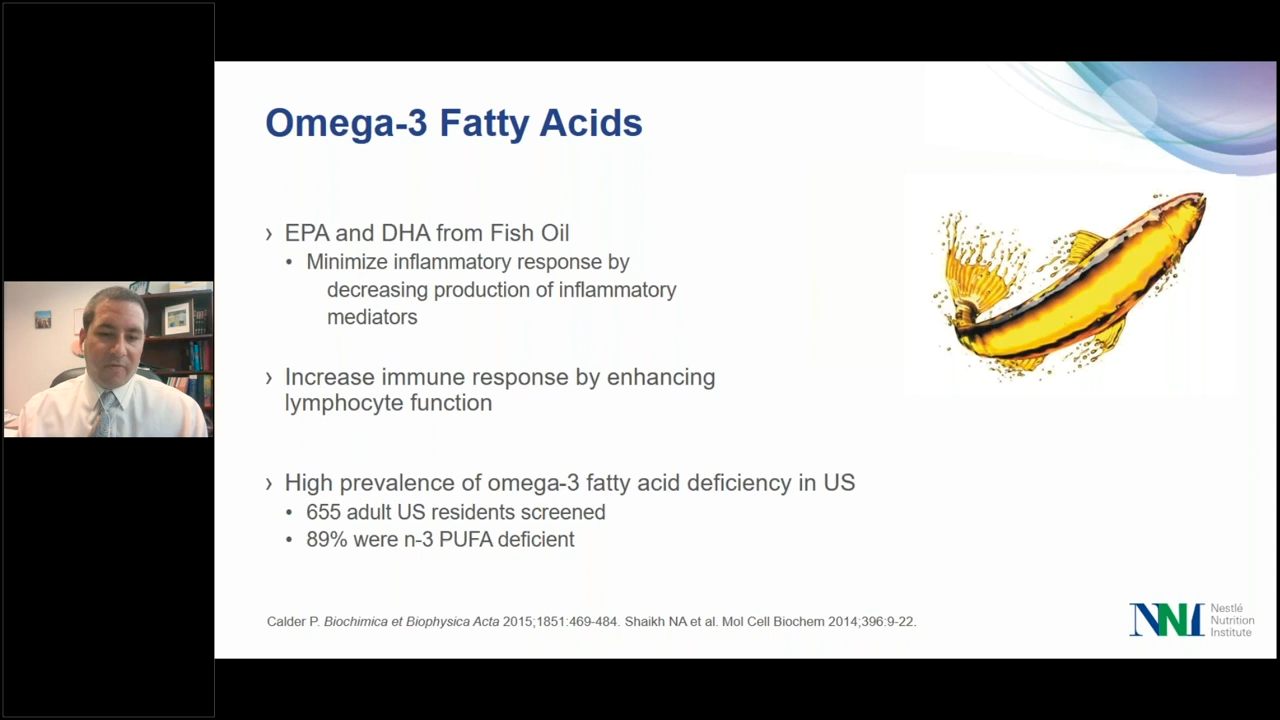 Omega-3 Fatty Acids
› EPA and DHA from Fish Oil
• Minimize inflammatory response by
decreasing production of inflammatory
mediators
› Increase immune response by enhancing
lymphocyte function
› High prevalence of omega-3 fatty acid deficiency in US
• 655 adult US residents screened
• 89% were n-3 PUFA deficient
Calder P. Biochimica et Biophysica Acta 2015;1851:469-484. Shaikh NA et al. Mol Cell Biochem 2014;396:9-22.
NNI
Nestlé
Nutrition
Institute